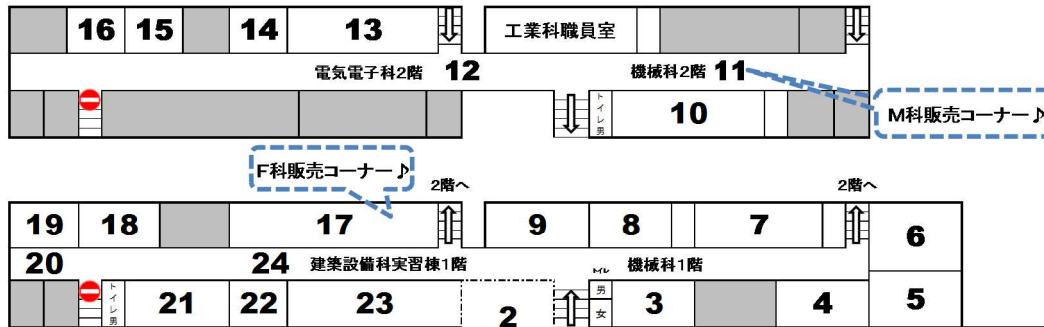 16 15 14 13 工業科職員室
電気電子科2階 12 機械科2階 11
トイレ男 10 M科販売コーナー♪
F科販売コーナー♪
2階へ 2階へ
19 18 17 9 8 7 6
20 24 建築設備科実習棟1階 トイレ 機械科1階
トイレ男 21 22 23 2 男 女 3 4 5